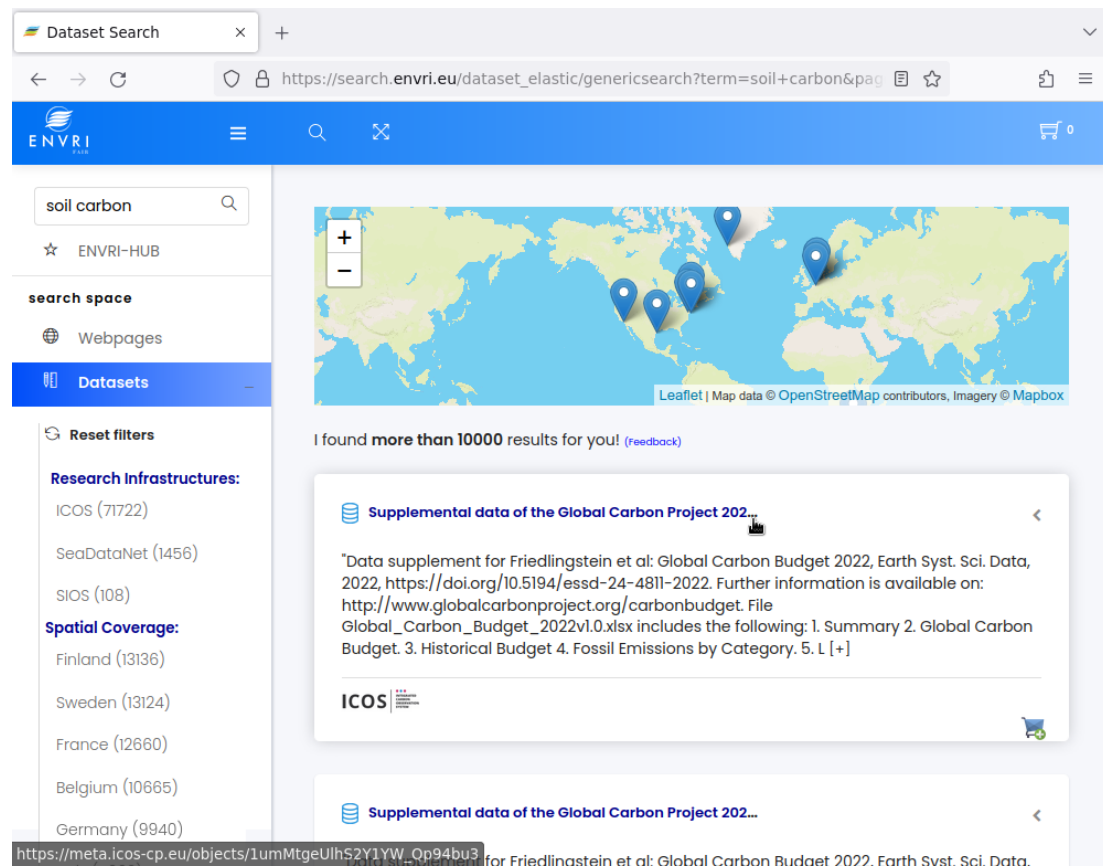 Dataset Search
https://search.envri.eu/dataset_elastic/genericsearch?term=soil+carbon&pag
ENVRI
FAIR
0
soil carbon
ENVRI-HUB
search space
Webpages
Datasets
Reset filters
Research Infrastructures:
ICOS (71722)
SeaDataNet (1456)
SIOS (108)
Spatial Coverage:
Finland (13136)
Sweden (13124)
France (12660)
Belgium (10665)
Germany (9940)
+
−
Leaflet | Map data © OpenStreetMap contributors, Imagery © Mapbox
I found more than 10000 results for you! (Feedback)
Supplemental data of the Global Carbon Project 202...
"Data supplement for Friedlingstein et al: Global Carbon Budget 2022, Earth Syst. Sci. Data,
2022, https://doi.org/10.5194/essd-24-4811-2022. Further information is available on:
http://www.globalcarbonproject.org/carbonbudget. File
Global_Carbon_Budget_2022v1.0.xlsx includes the following: 1. Summary 2. Global Carbon
Budget. 3. Historical Budget 4. Fossil Emissions by Category. 5. L [+]
ICOS INTEGRATED CARBON OBSERVATION SYSTEM
Supplemental data of the Global Carbon Project 202...
"Data supplement for Friedlingstein et al: Global Carbon Budget 2022, Earth Syst. Sci. Data,
https://meta.icos-cp.eu/objects/1umMtgeUlhS2Y1YW_Op94bu3